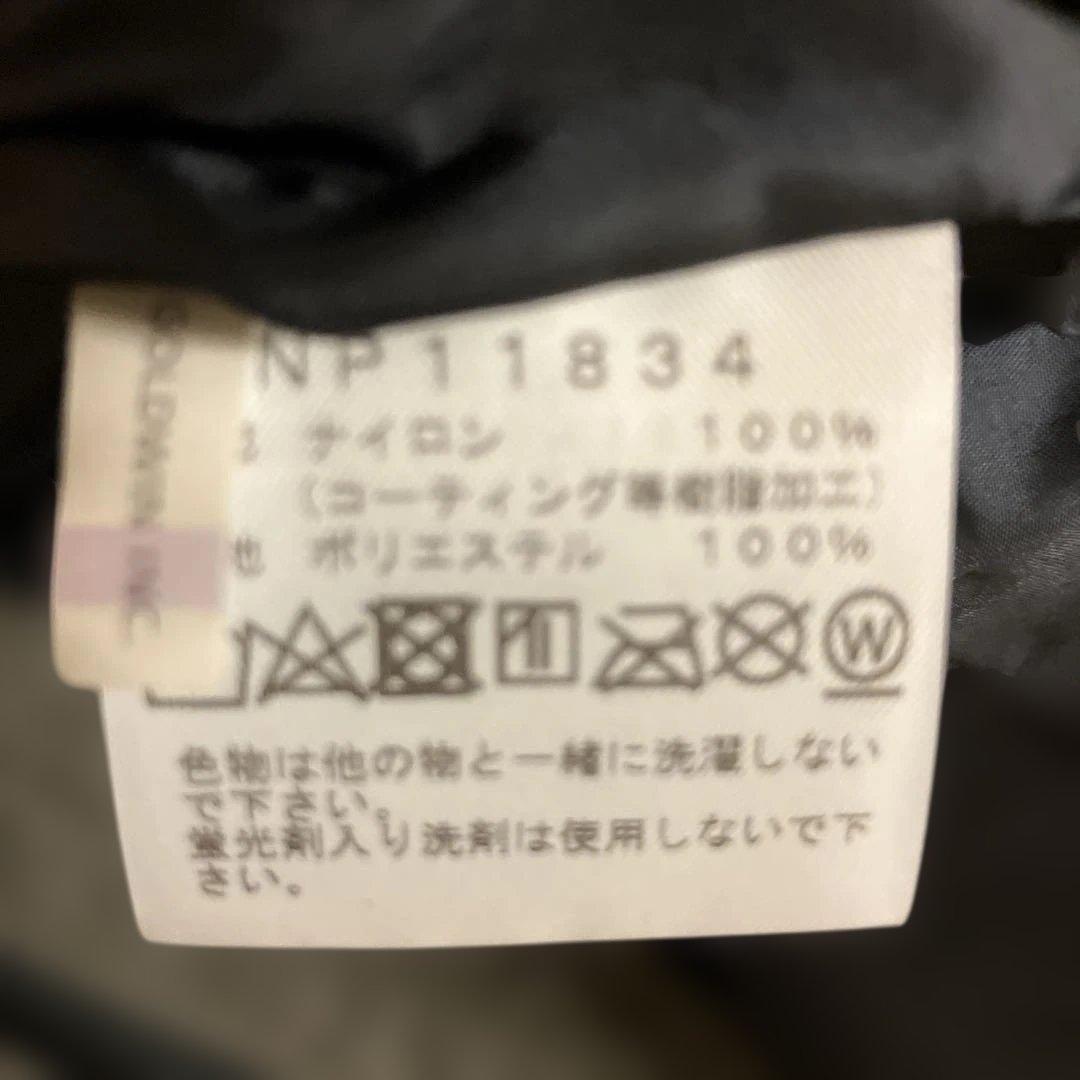 GOLDWIN INC.
NP11834
ナイロン 100%
(コーティング等樹脂加工)
他 ポリエステル 100%
W
色物は他の物と一緒に洗濯しない
で下さい。
蛍光剤入り洗剤は使用しないで下
さい。